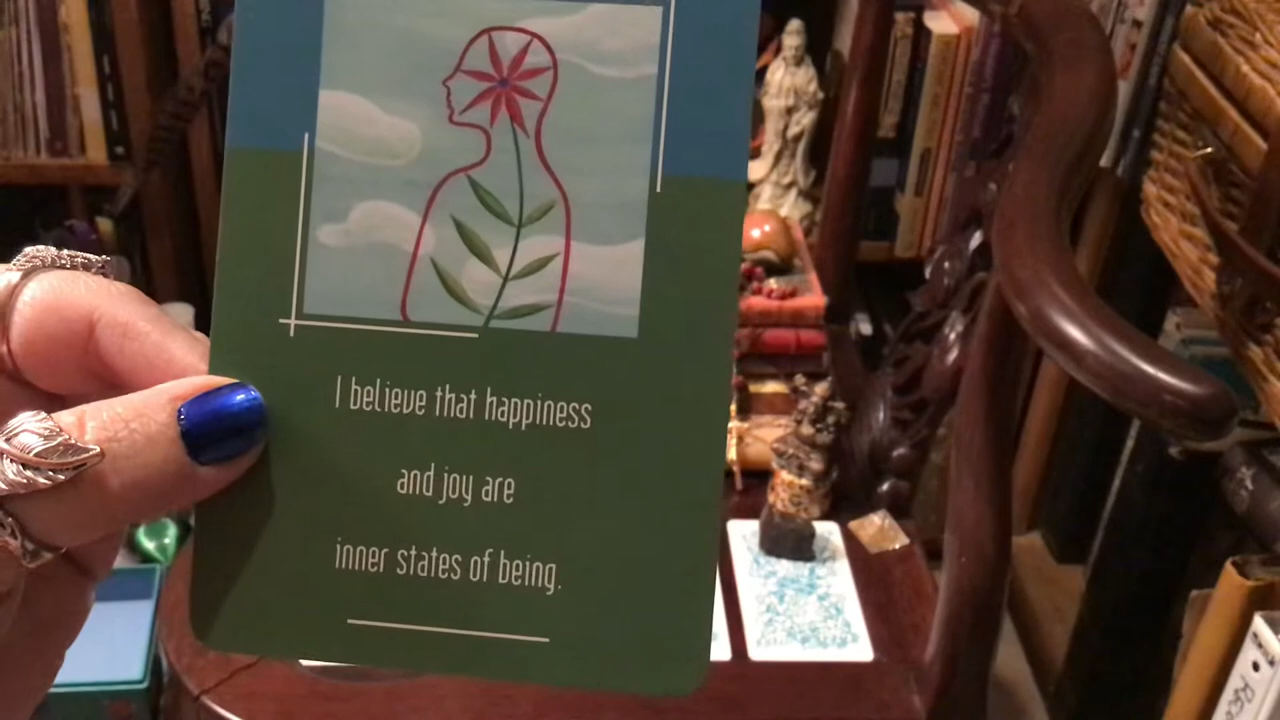 I believe that happiness
and joy are
inner states of being.